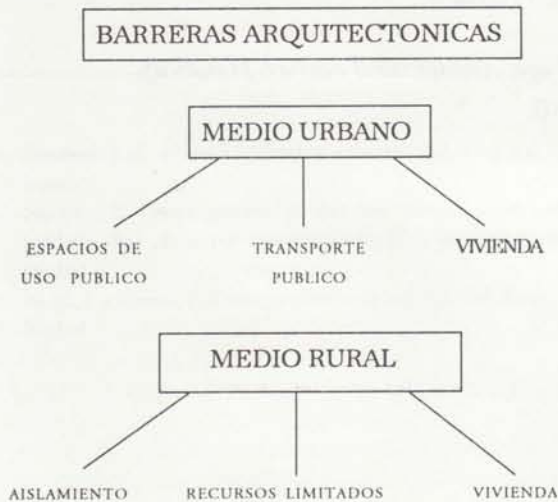 BARRERAS ARQUITECTONICAS
MEDIO URBANO
ESPACIOS DE
USO PUBLICO
TRANSPORTE
PUBLICO
VIVIENDA
MEDIO RURAL
AISLAMIENTO
RECURSOS LIMITADOS
VIVIENDA